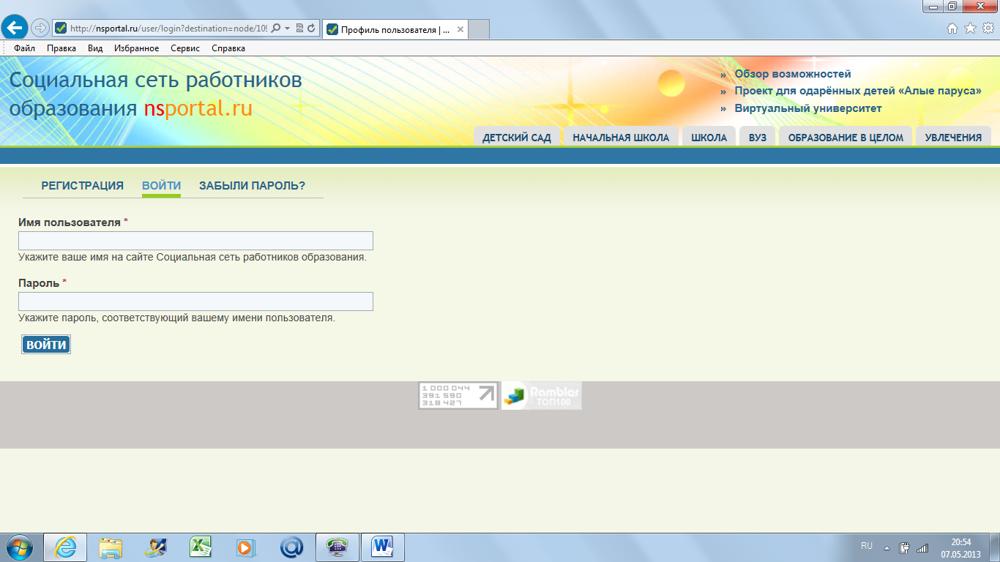 http://nsportal.ru/user/login?destination=node/109
Профиль пользователя | ...
Файл Правка Вид Избранное Сервис Справка
Социальная сеть работников
образования nsportal.ru
» Обзор возможностей
» Проект для одарённых детей «Алые паруса»
» Виртуальный университет
ДЕТСКИЙ САД НАЧАЛЬНАЯ ШКОЛА ШКОЛА ВУЗ ОБРАЗОВАНИЕ В ЦЕЛОМ УВЛЕЧЕНИЯ
РЕГИСТРАЦИЯ ВОЙТИ ЗАБЫЛИ ПАРОЛЬ?
Имя пользователя *
Укажите ваше имя на сайте Социальная сеть работников образования.
Пароль *
Укажите пароль, соответствующий вашему имени пользователя.
ВОЙТИ
1 000 044
391 590
318 427
Rambler
ТОП100
RU
20:54
07.05.2013